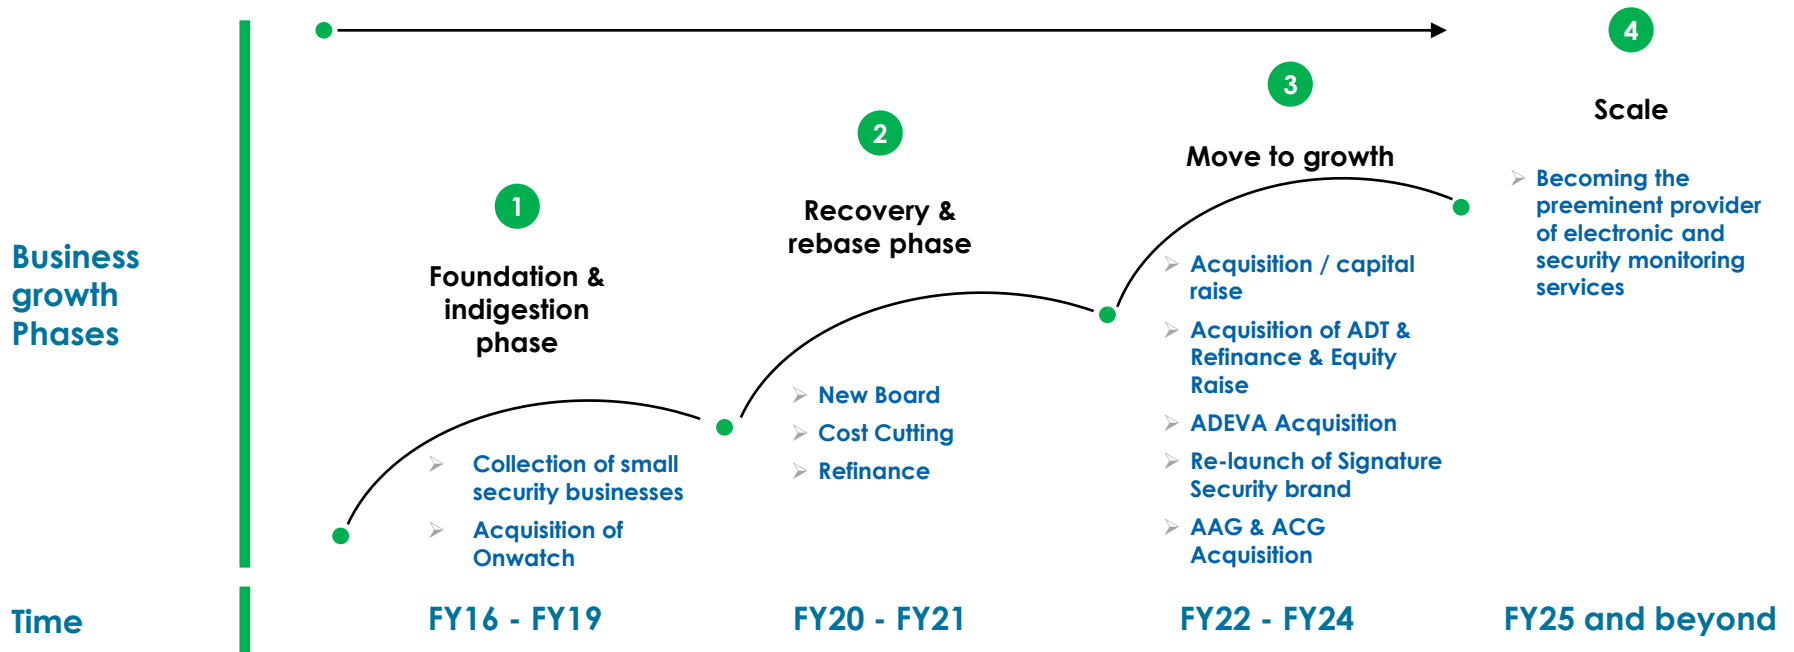 Business
growth
Phases
1
Foundation &
indigestion
phase
Collection of small
security businesses
Acquisition of
Onwatch
2
Recovery &
rebase phase
New Board
Cost Cutting
Refinance
3
Move to growth
Acquisition / capital
raise
Acquisition of ADT &
Refinance & Equity
Raise
ADEVA Acquisition
Re-launch of Signature
Security brand
AAG & ACG
Acquisition
4
Scale
Becoming the
preeminent provider
of electronic and
security monitoring
services
Time
FY16 - FY19
FY20 - FY21
FY22 - FY24
FY25 and beyond